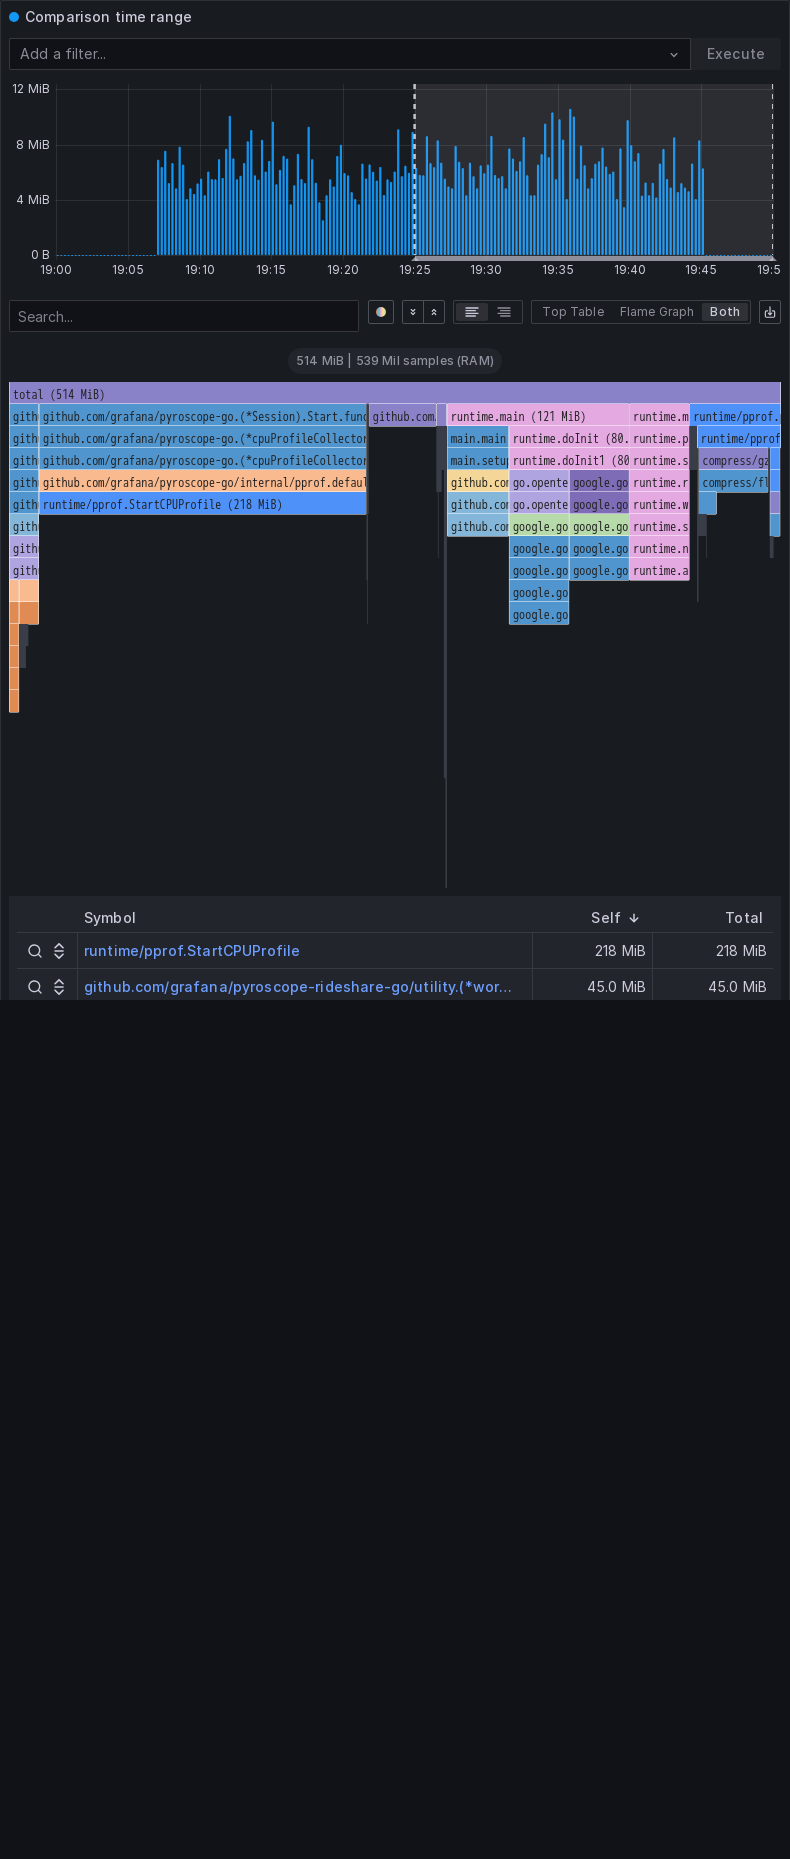 Comparison time range
Add a filter...
Execute
12 MiB
8 MiB
4 MiB
0 B
19:00 19:05 19:10 19:15 19:20 19:25 19:30 19:35 19:40 19:45 19:5
Search...
Top Table Flame Graph Both
514 MiB | 539 Mil samples (RAM)
total (514 MiB)
gith github.com/grafana/pyroscope-go.(*Session).Start.func github.com. runtime.main (121 MiB) runtime.m runtime/pprof.
gith github.com/grafana/pyroscope-go.(*cpuProfileCollector main.main runtime.doInit (80. runtime.p runtime/pprof
gith github.com/grafana/pyroscope-go.(*cpuProfileCollector main.setu runtime.doInit1 (80 runtime.s compress/gz
gith github.com/grafana/pyroscope-go/internal/pprof.defaul github.com go.opente google.go runtime.r compress/fl
gith runtime/pprof.StartCPUProfile (218 MiB) github.com go.opente google.go runtime.w
gith github.com google.go google.go runtime.s
gith google.go google.go runtime.n
gith google.go google.go runtime.a
google.go
google.go
Symbol Self Total
runtime/pprof.StartCPUProfile 218 MiB 218 MiB
github.com/grafana/pyroscope-rideshare-go/utility.(*wor... 45.0 MiB 45.0 MiB